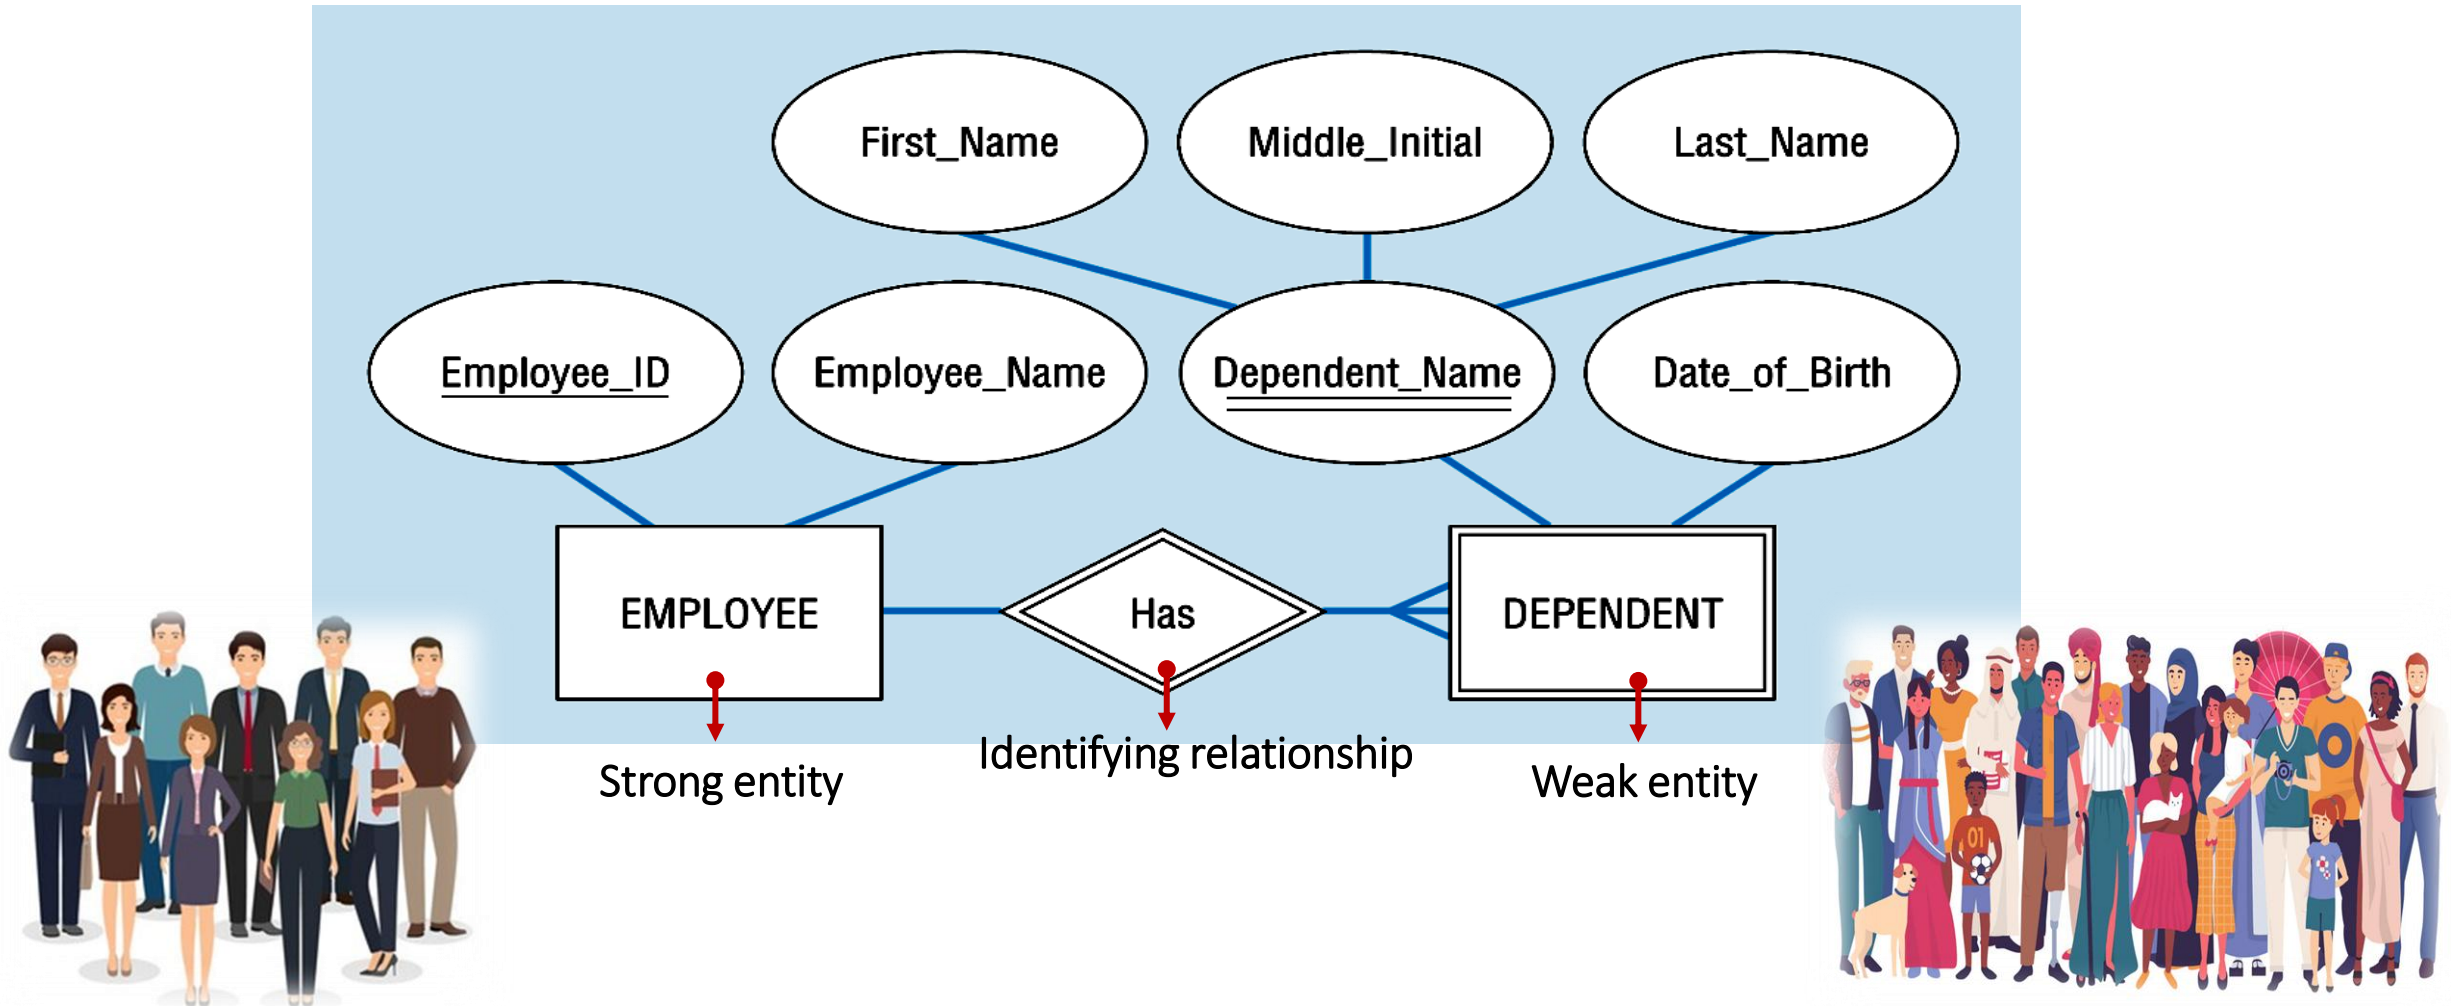 First_Name
Middle_Initial
Last_Name
Employee_ID
Employee_Name
Dependent_Name
Date_of_Birth
EMPLOYEE
Has
DEPENDENT
Strong entity
Identifying relationship
Weak entity
01